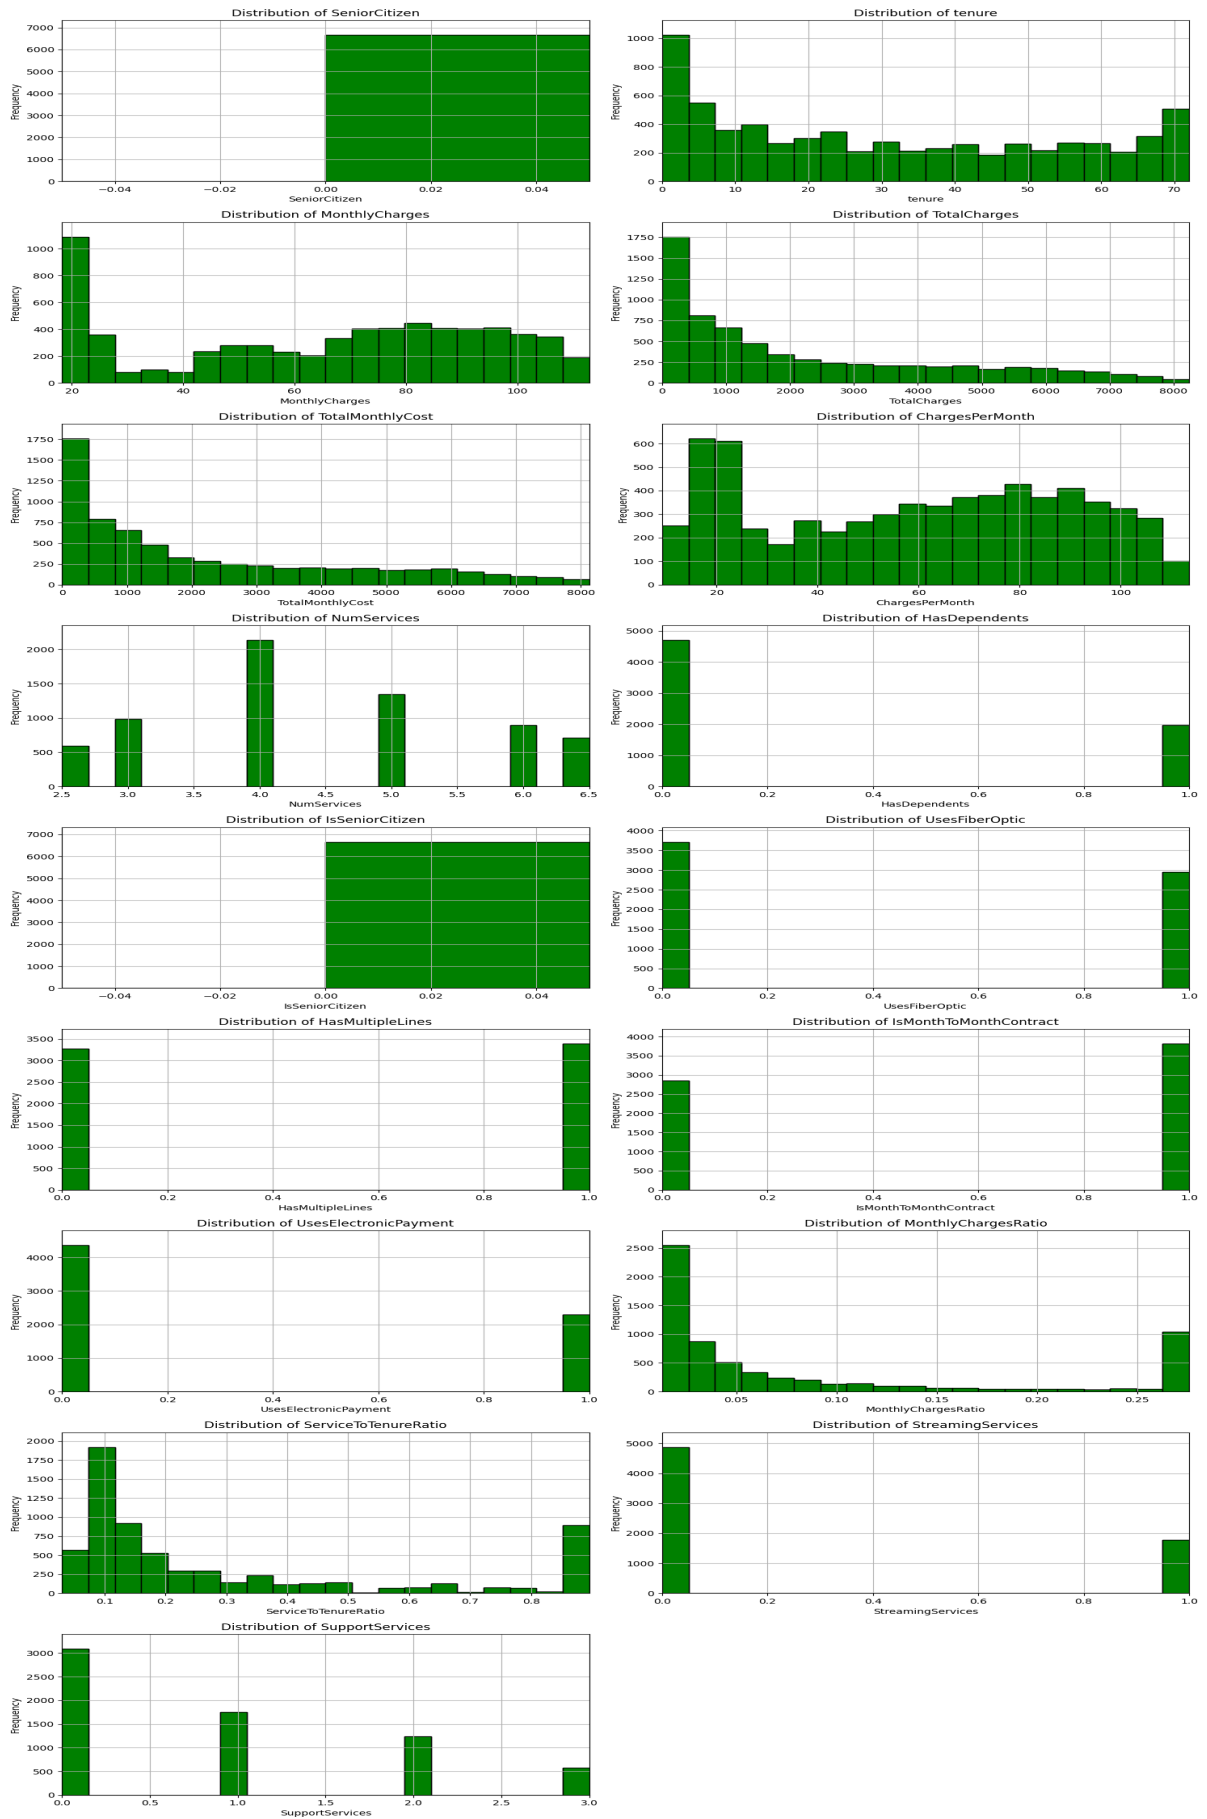 Distribution of SeniorCitizen
Frequency
7000
6000
5000
4000
3000
2000
1000
0
−0.04 −0.02 0.00 0.02 0.04
SeniorCitizen
Distribution of tenure
Frequency
1000
800
600
400
200
0
0 10 20 30 40 50 60 70
tenure
Distribution of MonthlyCharges
Frequency
1000
800
600
400
200
0
20 40 60 80 100
MonthlyCharges
Distribution of TotalCharges
Frequency
1750
1500
1250
1000
750
500
250
0
0 1000 2000 3000 4000 5000 6000 7000 8000
TotalCharges
Distribution of TotalMonthlyCost
Frequency
1750
1500
1250
1000
750
500
250
0
0 1000 2000 3000 4000 5000 6000 7000 8000
TotalMonthlyCost
Distribution of ChargesPerMonth
Frequency
600
500
400
300
200
100
0
20 40 60 80 100
ChargesPerMonth
Distribution of NumServices
Frequency
2000
1500
1000
500
0
2.5 3.0 3.5 4.0 4.5 5.0 5.5 6.0 6.5
NumServices
Distribution of HasDependents
Frequency
5000
4000
3000
2000
1000
0
0.0 0.2 0.4 0.6 0.8 1.0
HasDependents
Distribution of IsSeniorCitizen
Frequency
7000
6000
5000
4000
3000
2000
1000
0
−0.04 −0.02 0.00 0.02 0.04
IsSeniorCitizen
Distribution of UsesFiberOptic
Frequency
4000
3500
3000
2500
2000
1500
1000
500
0
0.0 0.2 0.4 0.6 0.8 1.0
UsesFiberOptic
Distribution of HasMultipleLines
Frequency
3500
3000
2500
2000
1500
1000
500
0
0.0 0.2 0.4 0.6 0.8 1.0
HasMultipleLines
Distribution of IsMonthToMonthContract
Frequency
4000
3500
3000
2500
2000
1500
1000
500
0
0.0 0.2 0.4 0.6 0.8 1.0
IsMonthToMonthContract
Distribution of UsesElectronicPayment
Frequency
4000
3000
2000
1000
0
0.0 0.2 0.4 0.6 0.8 1.0
UsesElectronicPayment
Distribution of MonthlyChargesRatio
Frequency
2500
2000
1500
1000
500
0
0.05 0.10 0.15 0.20 0.25
MonthlyChargesRatio
Distribution of ServiceToTenureRatio
Frequency
2000
1750
1500
1250
1000
750
500
250
0
0.1 0.2 0.3 0.4 0.5 0.6 0.7 0.8
ServiceToTenureRatio
Distribution of StreamingServices
Frequency
5000
4000
3000
2000
1000
0
0.0 0.2 0.4 0.6 0.8 1.0
StreamingServices
Distribution of SupportServices
Frequency
3000
2500
2000
1500
1000
500
0
0.0 0.5 1.0 1.5 2.0 2.5 3.0
SupportServices